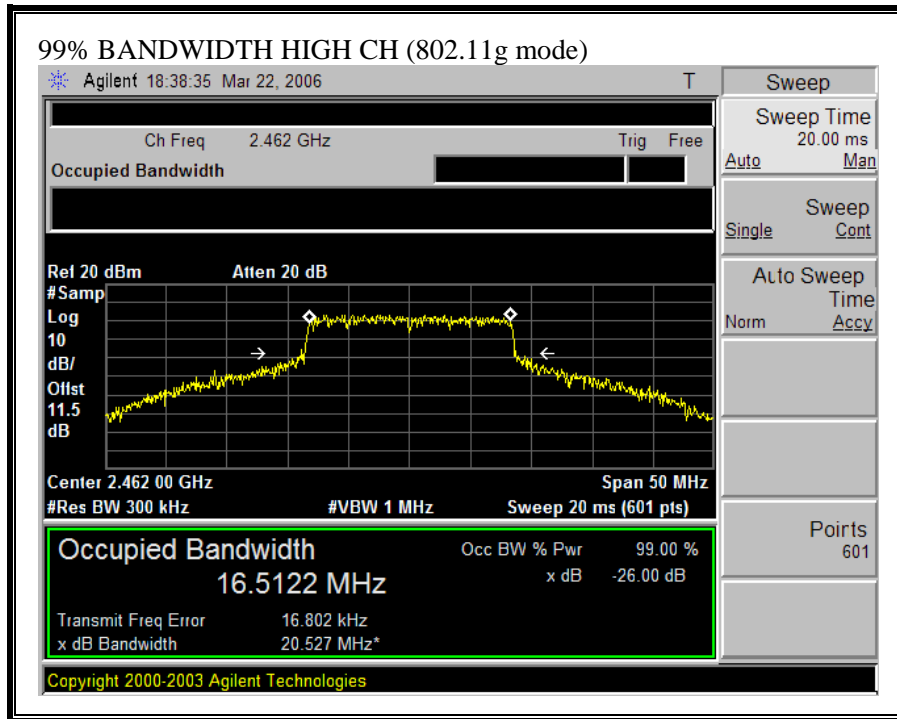 99% BANDWIDTH HIGH CH (802.11g mode)
Agilent 18:38:35 Mar 22, 2006 T
Ch Freq 2.462 GHz Trig Free
Occupied Bandwidth
Ref 20 dBm Atten 20 dB
#Samp
Log
10
dB/
Offst
11.5
dB
Center 2.462 00 GHz Span 50 MHz
#Res BW 300 kHz #VBW 1 MHz Sweep 20 ms (601 pts)
Occupied Bandwidth Occ BW % Pwr 99.00 %
16.5122 MHz x dB -26.00 dB
Transmit Freq Error 16.802 kHz
x dB Bandwidth 20.527 MHz*
Copyright 2000-2003 Agilent Technologies
Sweep
Sweep Time
20.00 ms
Auto Man
Sweep
Single Cont
Auto Sweep
Time
Norm Accy
Points
601